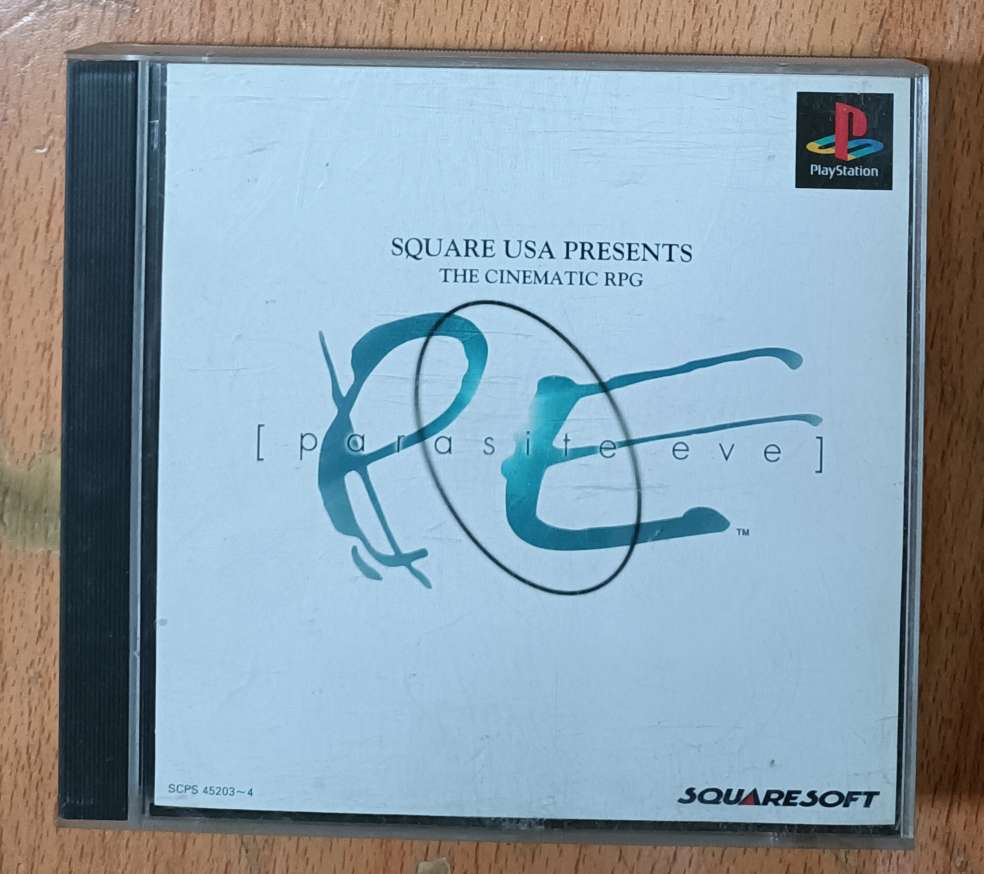 PlayStation
SQUARE USA PRESENTS
THE CINEMATIC RPG
PE
[ parasite eve ]
™
SCPS 45203~4
SQUARESOFT